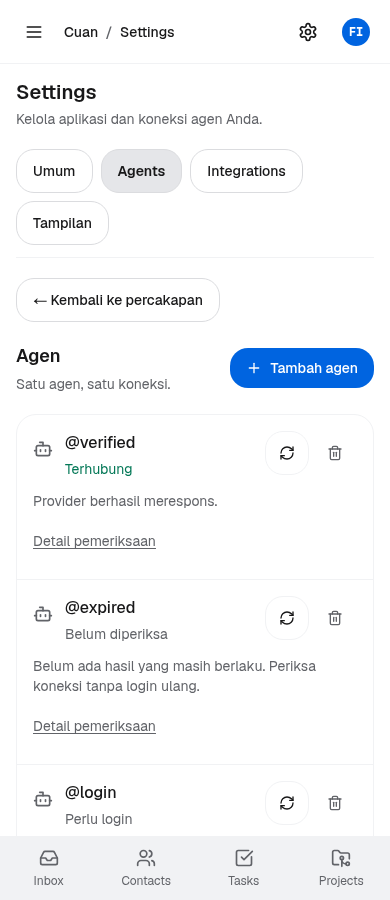 Cuan / Settings
FI
Settings
Kelola aplikasi dan koneksi agen Anda.
Umum
Agents
Integrations
Tampilan
← Kembali ke percakapan
Agen
Satu agen, satu koneksi.
+ Tambah agen
@verified
Terhubung
Provider berhasil merespons.
Detail pemeriksaan
@expired
Belum diperiksa
Belum ada hasil yang masih berlaku. Periksa
koneksi tanpa login ulang.
Detail pemeriksaan
@login
Perlu login
Inbox
Contacts
Tasks
Projects